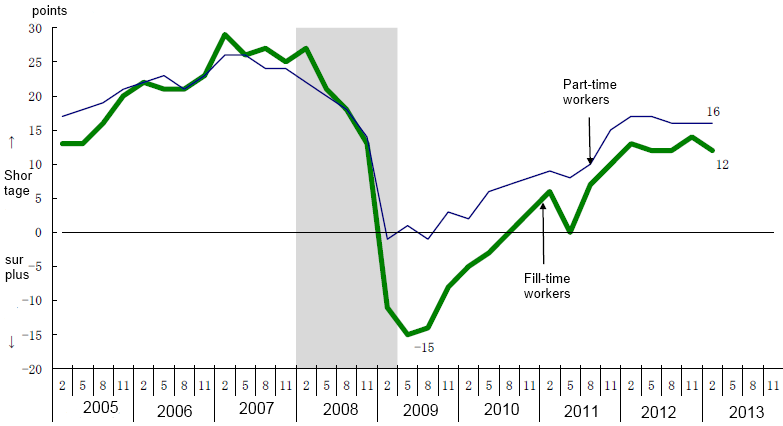 points
30
25
20
15
10
5
0
-5
-10
-15
-20
↑
Shor
tage
sur
plus
↓
Part-time
workers
16
12
Fill-time
workers
-15
2 5 8 11 2 5 8 11 2 5 8 11 2 5 8 11 2 5 8 11 2 5 8 11 2 5 8 11 2 5 8 11 2 5 8 11
2005 2006 2007 2008 2009 2010 2011 2012 2013